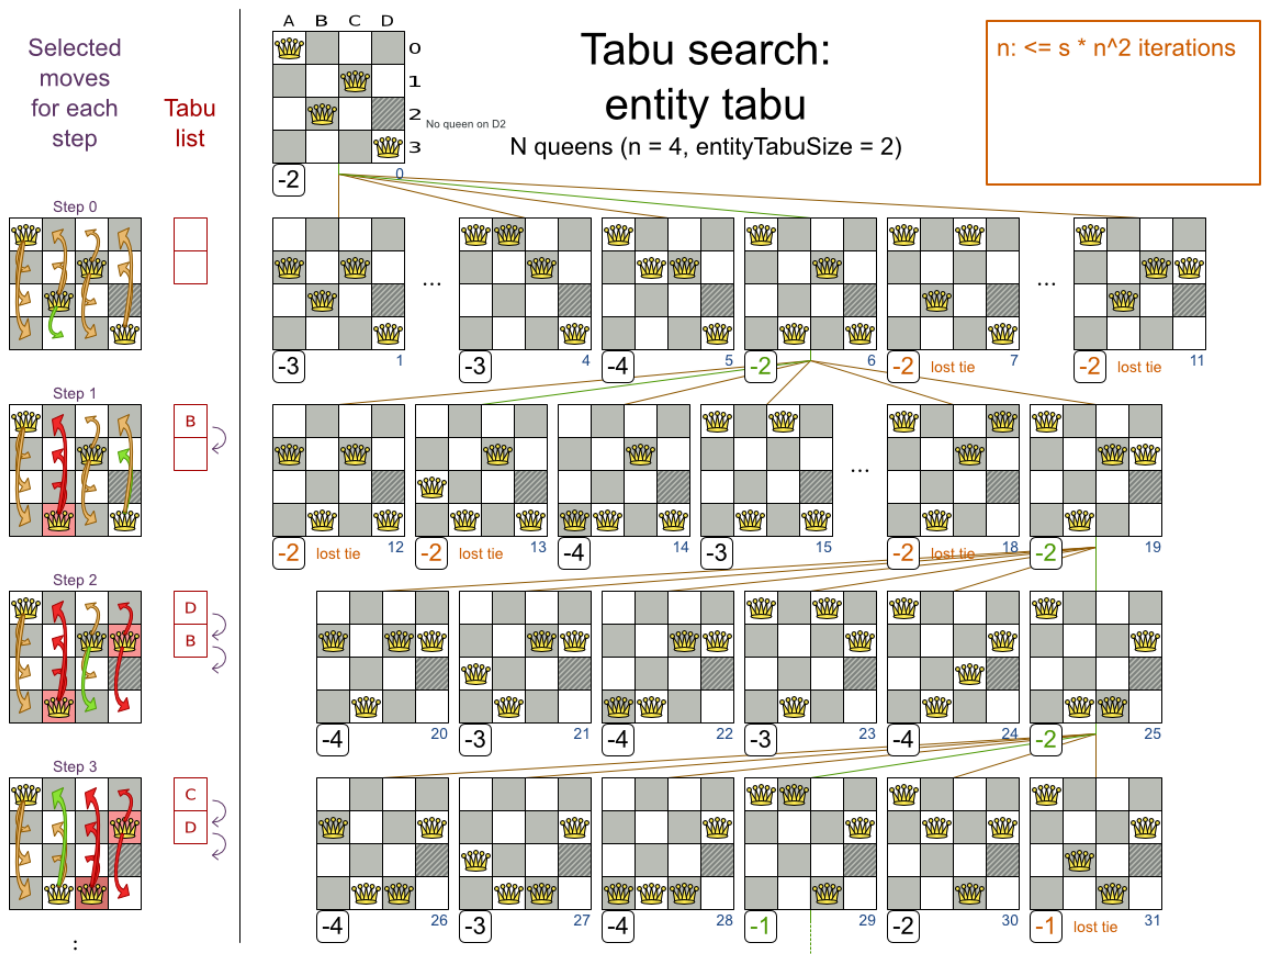 Selected
moves
for each
step
Tabu
list
A B C D
0
1
2
3
No queen on D2
-2
0
Tabu search:
entity tabu
N queens (n = 4, entityTabuSize = 2)
n: <= s * n^2 iterations
Step 0
...
...
-3 1
-3 4
-4 5
-2 6
-2 lost tie 7
-2 lost tie 11
Step 1
B
...
-2 lost tie 12
-2 lost tie 13
-4 14
-3 15
-2 lost tie 18
-2 19
Step 2
D
B
-4 20
-3 21
-4 22
-3 23
-4 24
-2 25
Step 3
C
D
-4 26
-3 27
-4 28
-1 29
-2 30
-1 lost tie 31
: